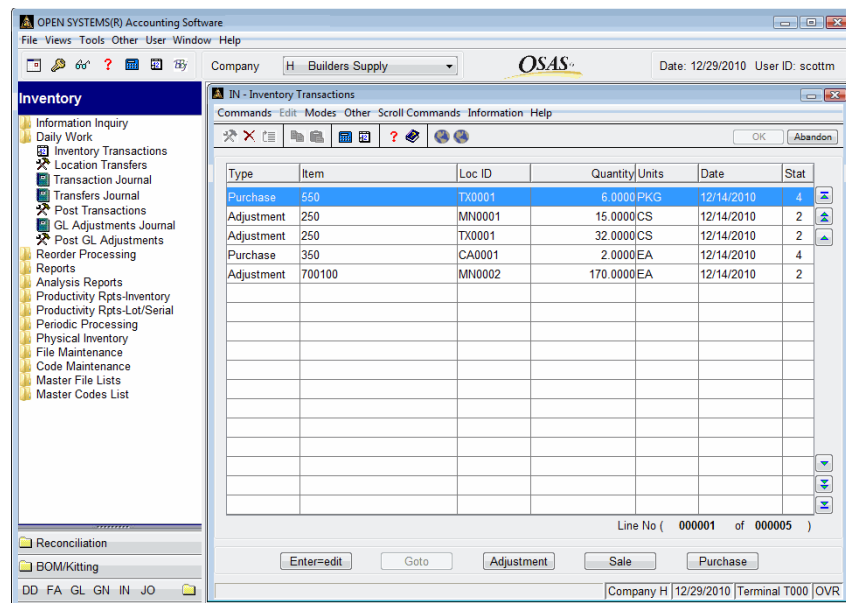 OPEN SYSTEMS(R) Accounting Software
File Views Tools Other User Window Help
Company H Builders Supply OSAS Date: 12/29/2010 User ID: scottm
Inventory
Information Inquiry
Daily Work
Inventory Transactions
Location Transfers
Transaction Journal
Transfers Journal
Post Transactions
GL Adjustments Journal
Post GL Adjustments
Reorder Processing
Reports
Analysis Reports
Productivity Rpts-Inventory
Productivity Rpts-Lot/Serial
Periodic Processing
Physical Inventory
File Maintenance
Code Maintenance
Master File Lists
Master Codes List
Reconciliation
BOM/Kitting
DD FA GL GN IN JO
IN - Inventory Transactions
Commands Edit Modes Other Scroll Commands Information Help
OK Abandon
Type Item Loc ID Quantity Units Date Stat
Purchase 550 TX0001 6.0000 PKG 12/14/2010 4
Adjustment 250 MN0001 15.0000 CS 12/14/2010 2
Adjustment 250 TX0001 32.0000 CS 12/14/2010 2
Purchase 350 CA0001 2.0000 EA 12/14/2010 4
Adjustment 700100 MN0002 170.0000 EA 12/14/2010 2
Line No ( 000001 of 000005 )
Enter=edit Goto Adjustment Sale Purchase
Company H 12/29/2010 Terminal T000 OVR